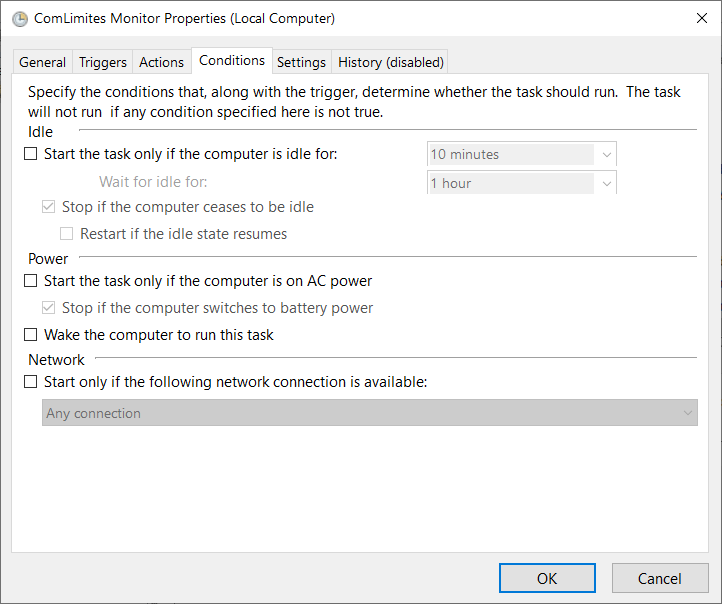 ComLimites Monitor Properties (Local Computer)
General Triggers Actions Conditions Settings History (disabled)
Specify the conditions that, along with the trigger, determine whether the task should run.  The task
will not run  if any condition specified here is not true.
Idle
Start the task only if the computer is idle for: 10 minutes
Wait for idle for: 1 hour
Stop if the computer ceases to be idle
Restart if the idle state resumes
Power
Start the task only if the computer is on AC power
Stop if the computer switches to battery power
Wake the computer to run this task
Network
Start only if the following network connection is available:
Any connection
OK Cancel